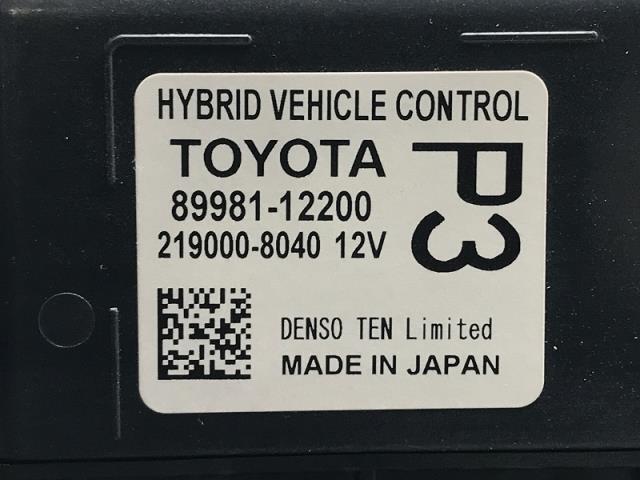 HYBRID VEHICLE CONTROL
TOYOTA
89981-12200
219000-8040 12V
P3
DENSO TEN Limited
MADE IN JAPAN